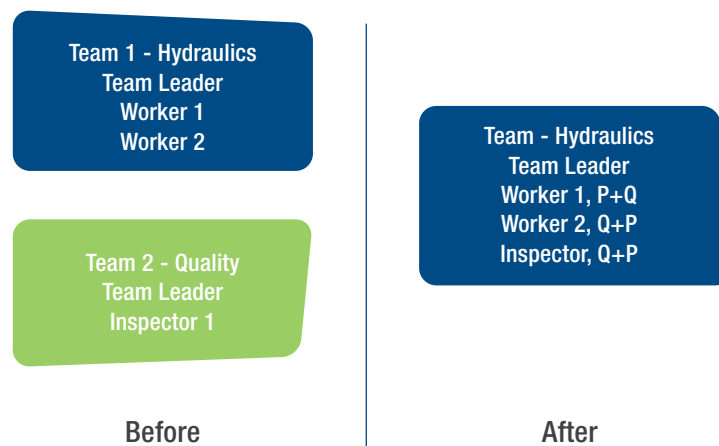 Team 1 - Hydraulics
Team Leader
Worker 1
Worker 2
Team 2 - Quality
Team Leader
Inspector 1
Before
Team - Hydraulics
Team Leader
Worker 1, P+Q
Worker 2, Q+P
Inspector, Q+P
After